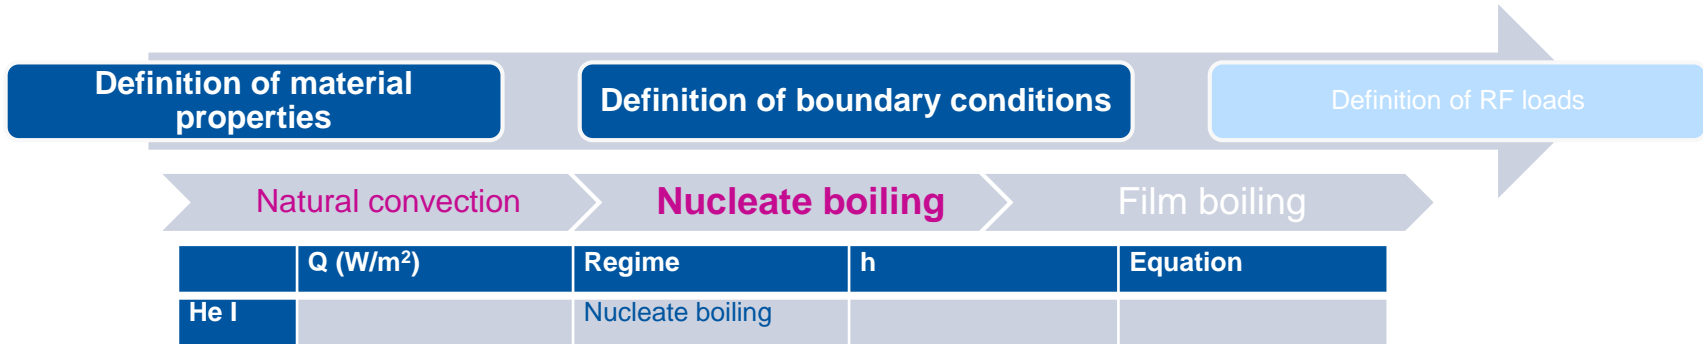 Definition of material
properties
Definition of boundary conditions
Definition of RF loads
Natural convection
Nucleate boiling
Film boiling
Q (W/m²) Regime h Equation
He I Nucleate boiling